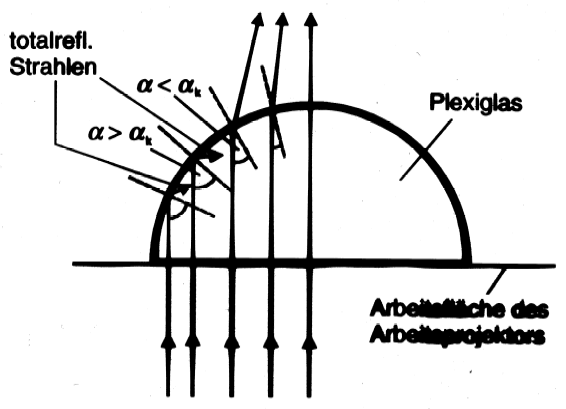 totalrefl.
Strahlen
α < αk
α > αk
Plexiglas
Arbeitsfläche des
Arbeitsprojektors